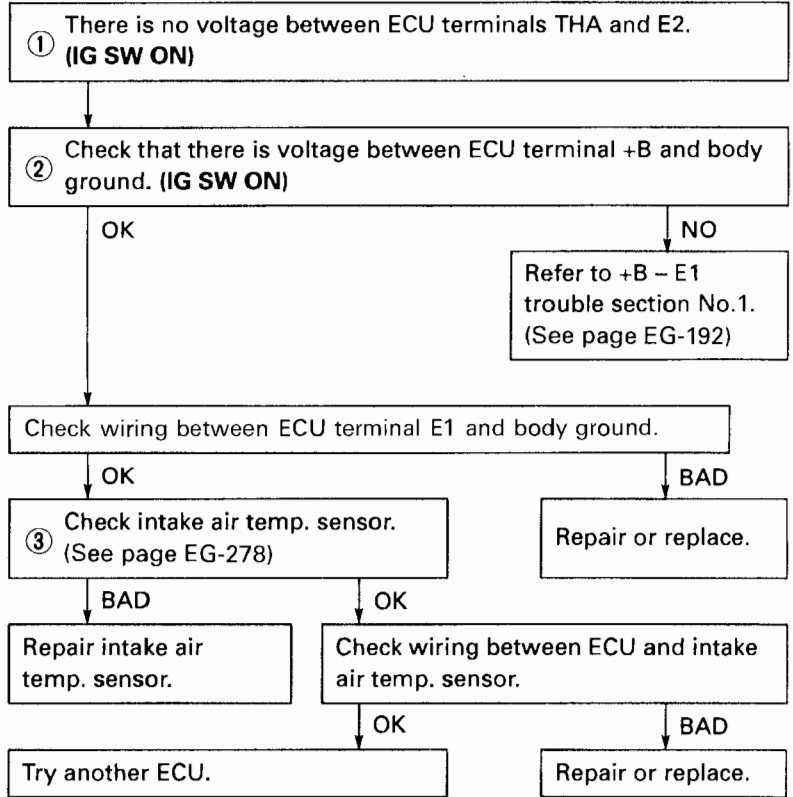 ① There is no voltage between ECU terminals THA and E2.
(IG SW ON)
② Check that there is voltage between ECU terminal +B and body
ground. (IG SW ON)
OK
NO
Refer to +B – E1
trouble section No.1.
(See page EG-192)
Check wiring between ECU terminal E1 and body ground.
OK
BAD
③ Check intake air temp. sensor.
(See page EG-278)
Repair or replace.
BAD
OK
Repair intake air
temp. sensor.
Check wiring between ECU and intake
air temp. sensor.
OK
BAD
Try another ECU.
Repair or replace.